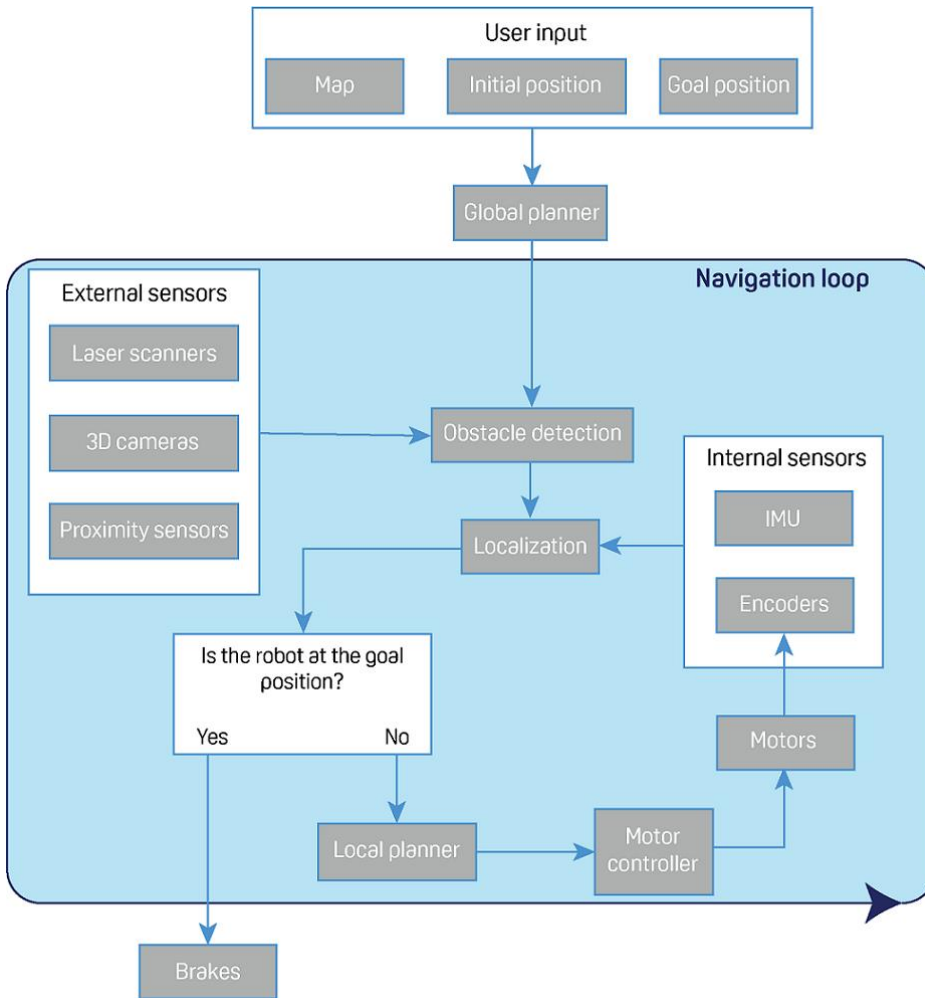 User input
Map
Initial position
Goal position
Global planner
Navigation loop
External sensors
Laser scanners
3D cameras
Proximity sensors
Obstacle detection
Localization
Internal sensors
IMU
Encoders
Is the robot at the goal
position?
Yes
No
Motors
Local planner
Motor
controller
Brakes